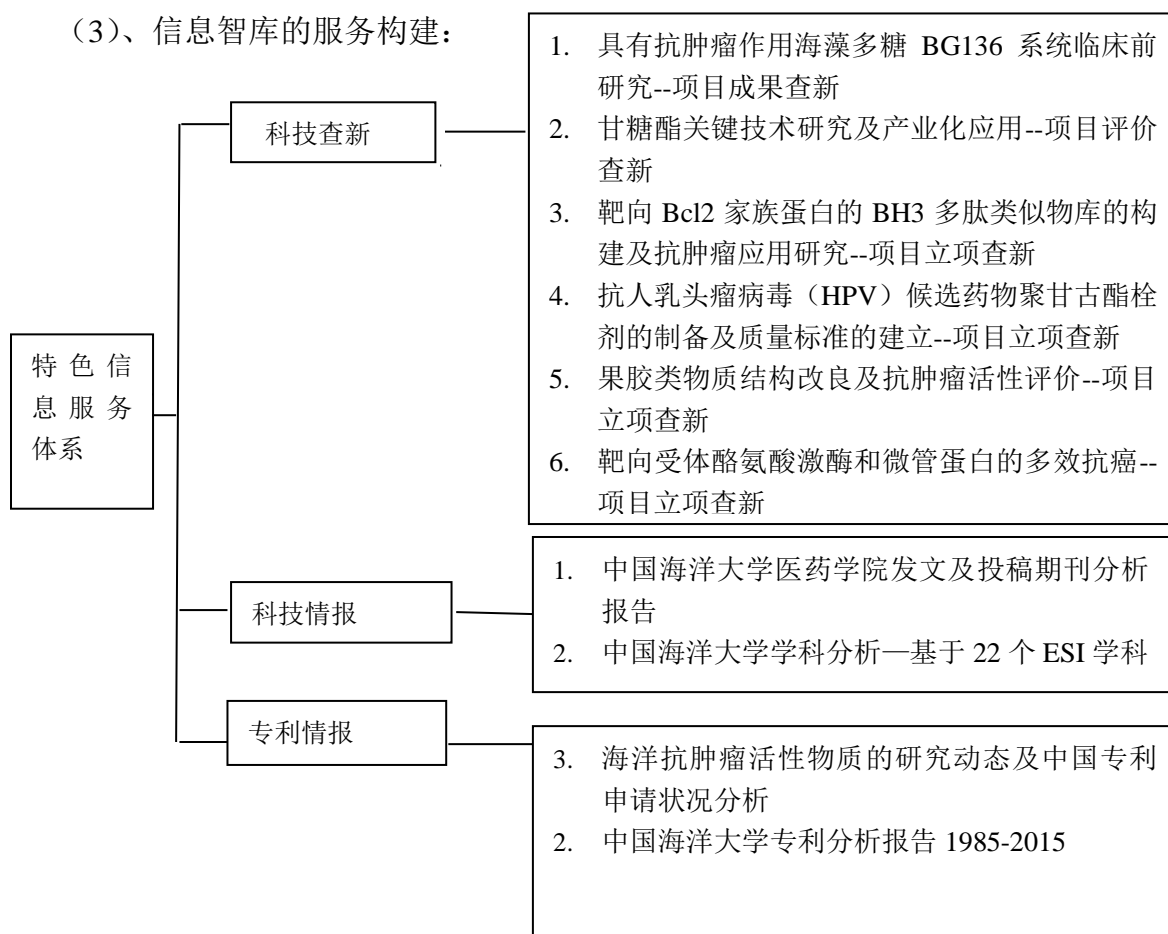 （3）、信息智库的服务构建：
科技查新
1. 具有抗肿瘤作用海藻多糖 BG136 系统临床前
研究--项目成果查新
2. 甘糖酯关键技术研究及产业化应用--项目评价
查新
3. 靶向 Bcl2 家族蛋白的 BH3 多肽类似物库的构
建及抗肿瘤应用研究--项目立项查新
4. 抗人乳头瘤病毒（HPV）候选药物聚甘古酯栓
剂的制备及质量标准的建立--项目立项查新
5. 果胶类物质结构改良及抗肿瘤活性评价--项目
立项查新
6. 靶向受体酪氨酸激酶和微管蛋白的多效抗癌--
项目立项查新
特色信
息服务
体系
科技情报
1. 中国海洋大学医药学院发文及投稿期刊分析
报告
2. 中国海洋大学学科分析—基于 22 个 ESI 学科
专利情报
3. 海洋抗肿瘤活性物质的研究动态及中国专利
申请状况分析
2. 中国海洋大学专利分析报告 1985-2015